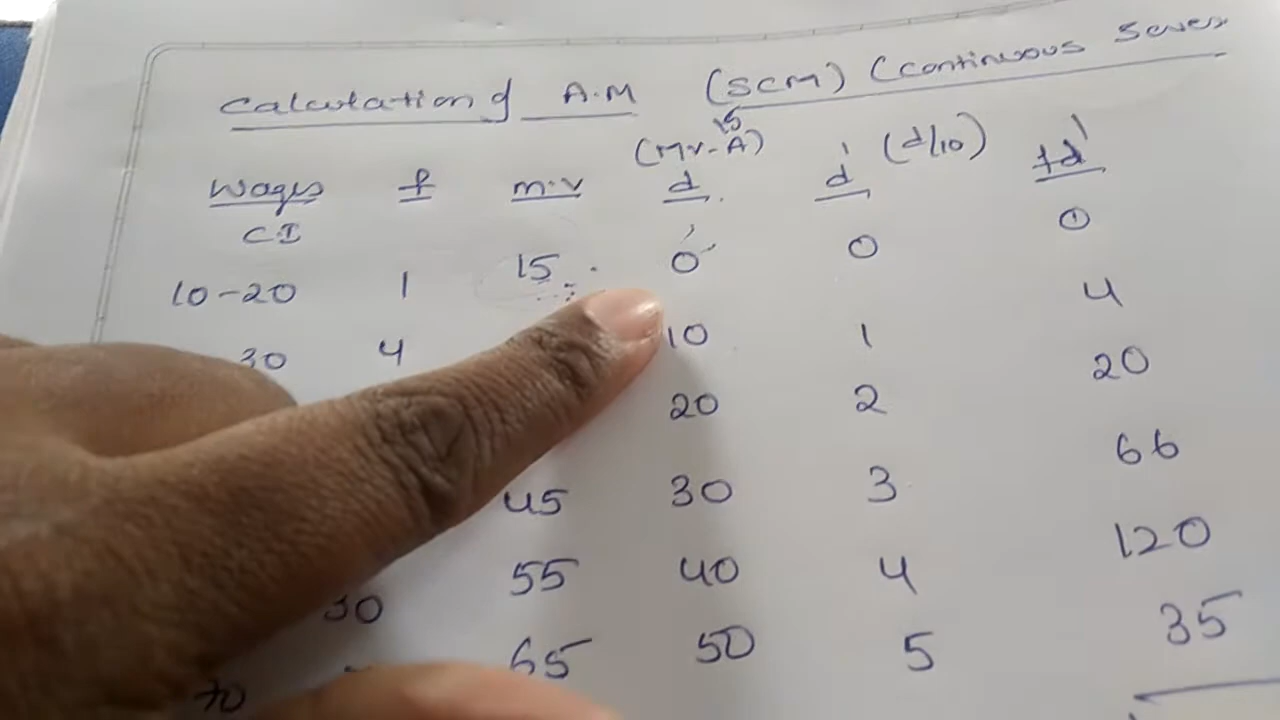 Calculation of A.M (SCM) (Continuous Series
15
(MV-A) (d/10)
Wages f m.v d d' fd'
CI
10-20 1 15 0 0 0
30 4 10 1 4
20 2 20
45 30 3 66
30 55 40 4 120
70 65 50 5 35